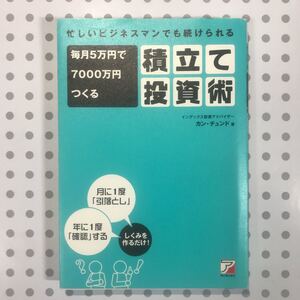 忙しいビジネスマンでも続けられる
毎月5万円で
7000万円
つくる
積立て
投資術
インデックス投資アドバイザー
カン・チュンド 著
月に1度
「引落とし」
年に1度
「確認」する
しくみを
作るだけ!
ア